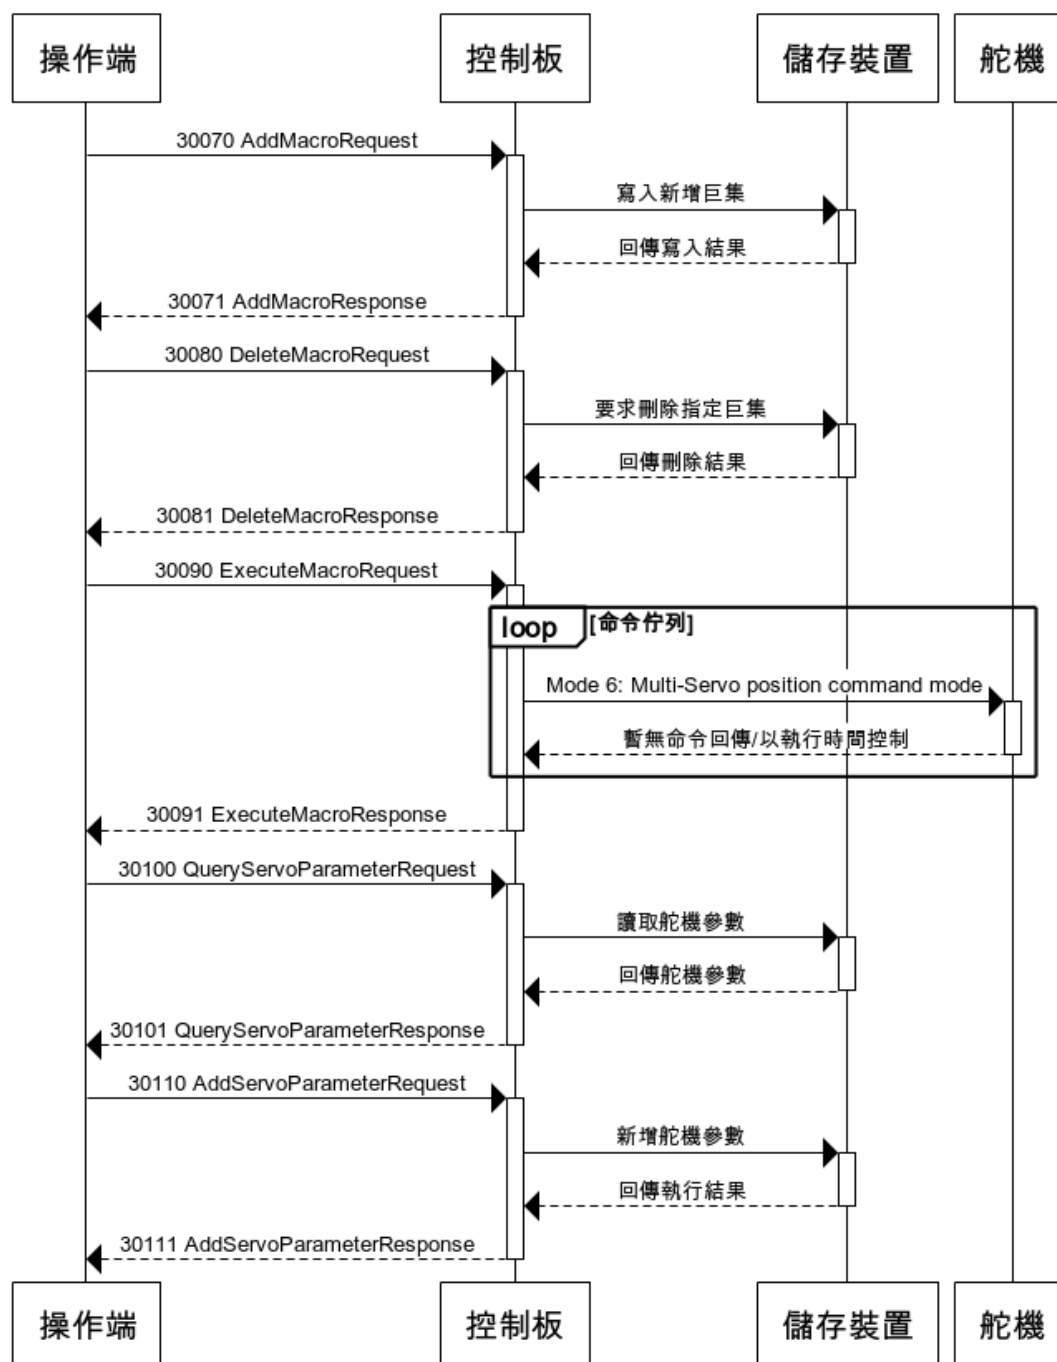 操作端
控制板
儲存裝置
舵機
30070 AddMacroRequest
寫入新增巨集
回傳寫入結果
30071 AddMacroResponse
30080 DeleteMacroRequest
要求刪除指定巨集
回傳刪除結果
30081 DeleteMacroResponse
30090 ExecuteMacroRequest
loop [命令佇列]
Mode 6: Multi-Servo position command mode
暫無命令回傳/以執行時間控制
30091 ExecuteMacroResponse
30100 QueryServoParameterRequest
讀取舵機參數
回傳舵機參數
30101 QueryServoParameterResponse
30110 AddServoParameterRequest
新增舵機參數
回傳執行結果
30111 AddServoParameterResponse
操作端
控制板
儲存裝置
舵機